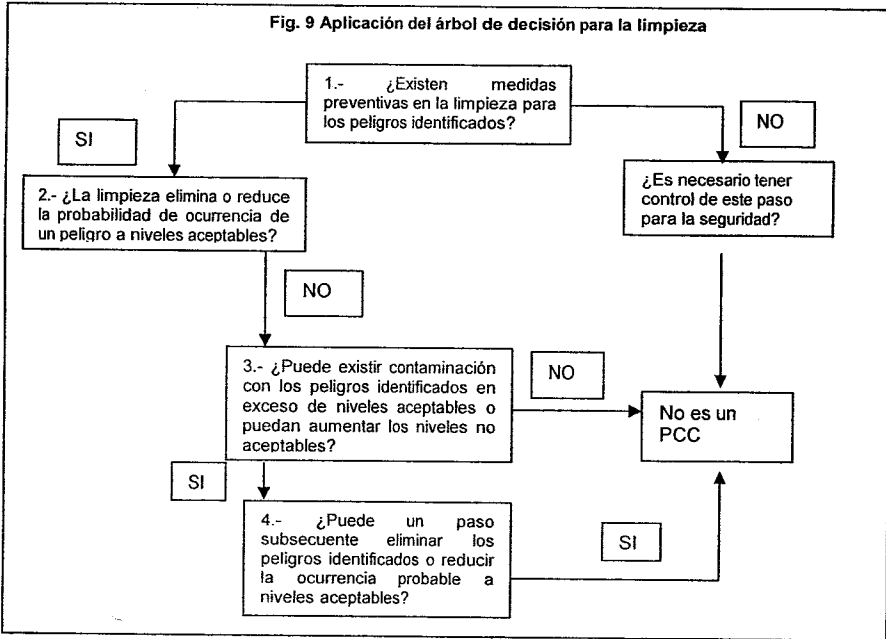 Fig. 9 Aplicación del árbol de decisión para la limpieza
1.- ¿Existen medidas
preventivas en la limpieza para
los peligros identificados?
SI
NO
2.- ¿La limpieza elimina o reduce
la probabilidad de ocurrencia de
un peligro a niveles aceptables?
¿Es necesario tener
control de este paso
para la seguridad?
NO
3.- ¿Puede existir contaminación
con los peligros identificados en
exceso de niveles aceptables o
puedan aumentar los niveles no
aceptables?
NO
No es un
PCC
SI
4.- ¿Puede un paso
subsecuente eliminar los
peligros identificados o reducir
la ocurrencia probable a
niveles aceptables?
SI